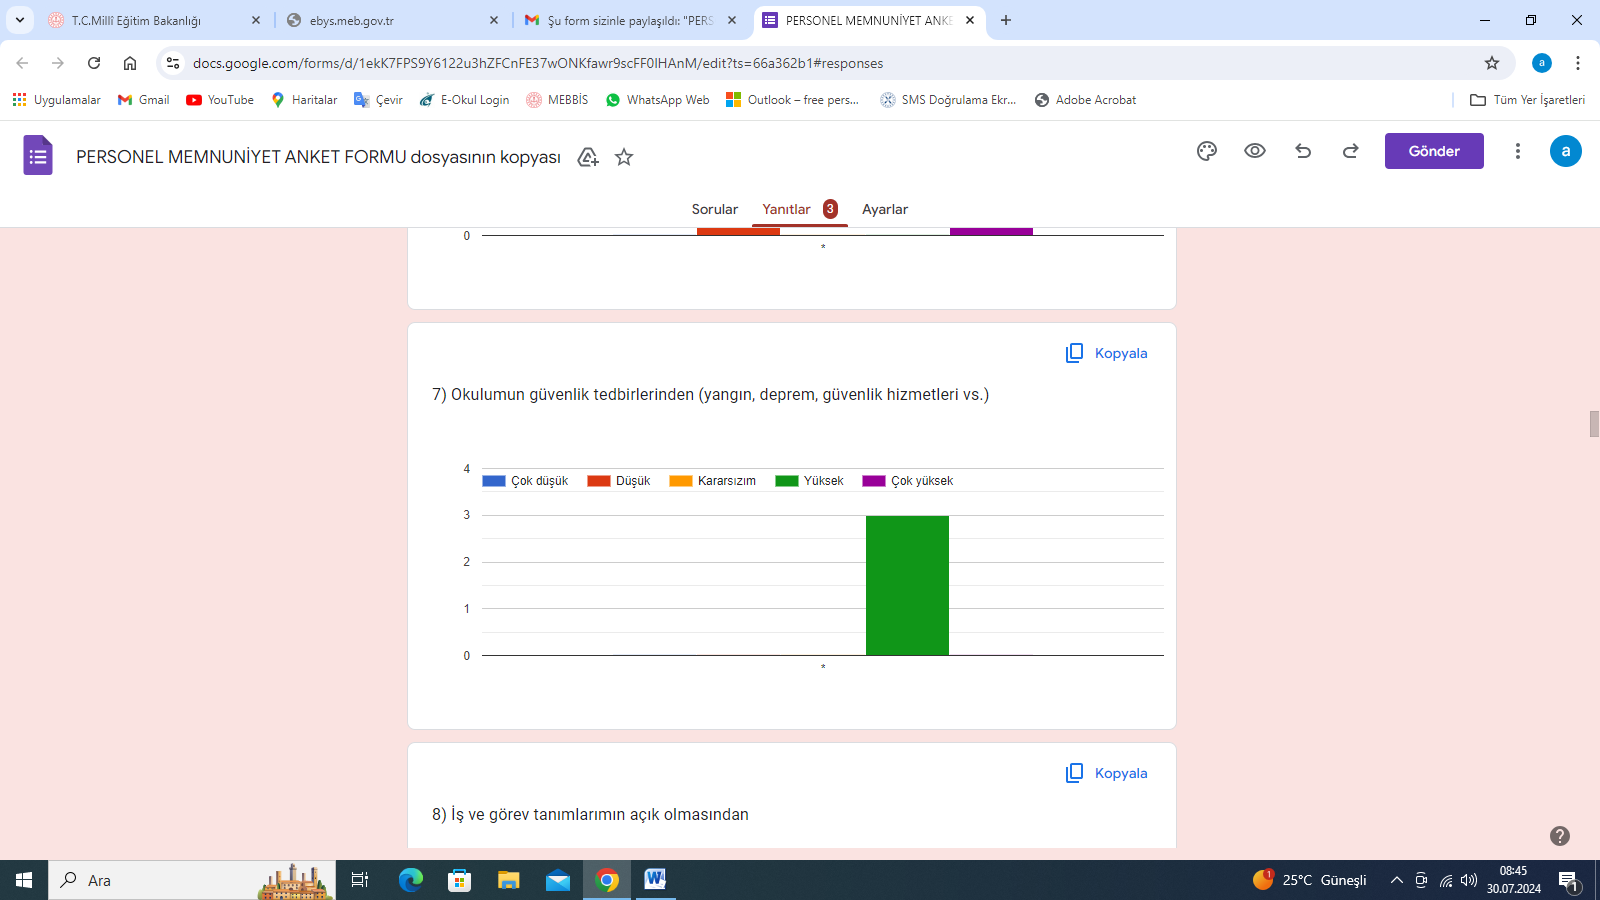 T.C.Millî Eğitim Bakanlığı
ebys.meb.gov.tr
Şu form sizinle paylaşıldı: "PERS
PERSONEL MEMNUNİYET ANKE
docs.google.com/forms/d/1ekK7FPS9Y6122u3hZFCnFE37wONKfawr9scFF0IHAnM/edit?ts=66a362b1#responses
a
Uygulamalar
Gmail
YouTube
Haritalar
Çevir
E-Okul Login
MEBBİS
WhatsApp Web
Outlook – free pers...
SMS Doğrulama Ekr...
Adobe Acrobat
Tüm Yer İşaretleri
PERSONEL MEMNUNİYET ANKET FORMU dosyasının kopyası
Gönder
a
Sorular
Yanıtlar 3
Ayarlar
0
*
Kopyala
7) Okulumun güvenlik tedbirlerinden (yangın, deprem, güvenlik hizmetleri vs.)
4
Çok düşük
Düşük
Kararsızım
Yüksek
Çok yüksek
3
2
1
0
*
Kopyala
8) İş ve görev tanımlarımın açık olmasından
Ara
1
25°C Güneşli
08:45
30.07.2024
1